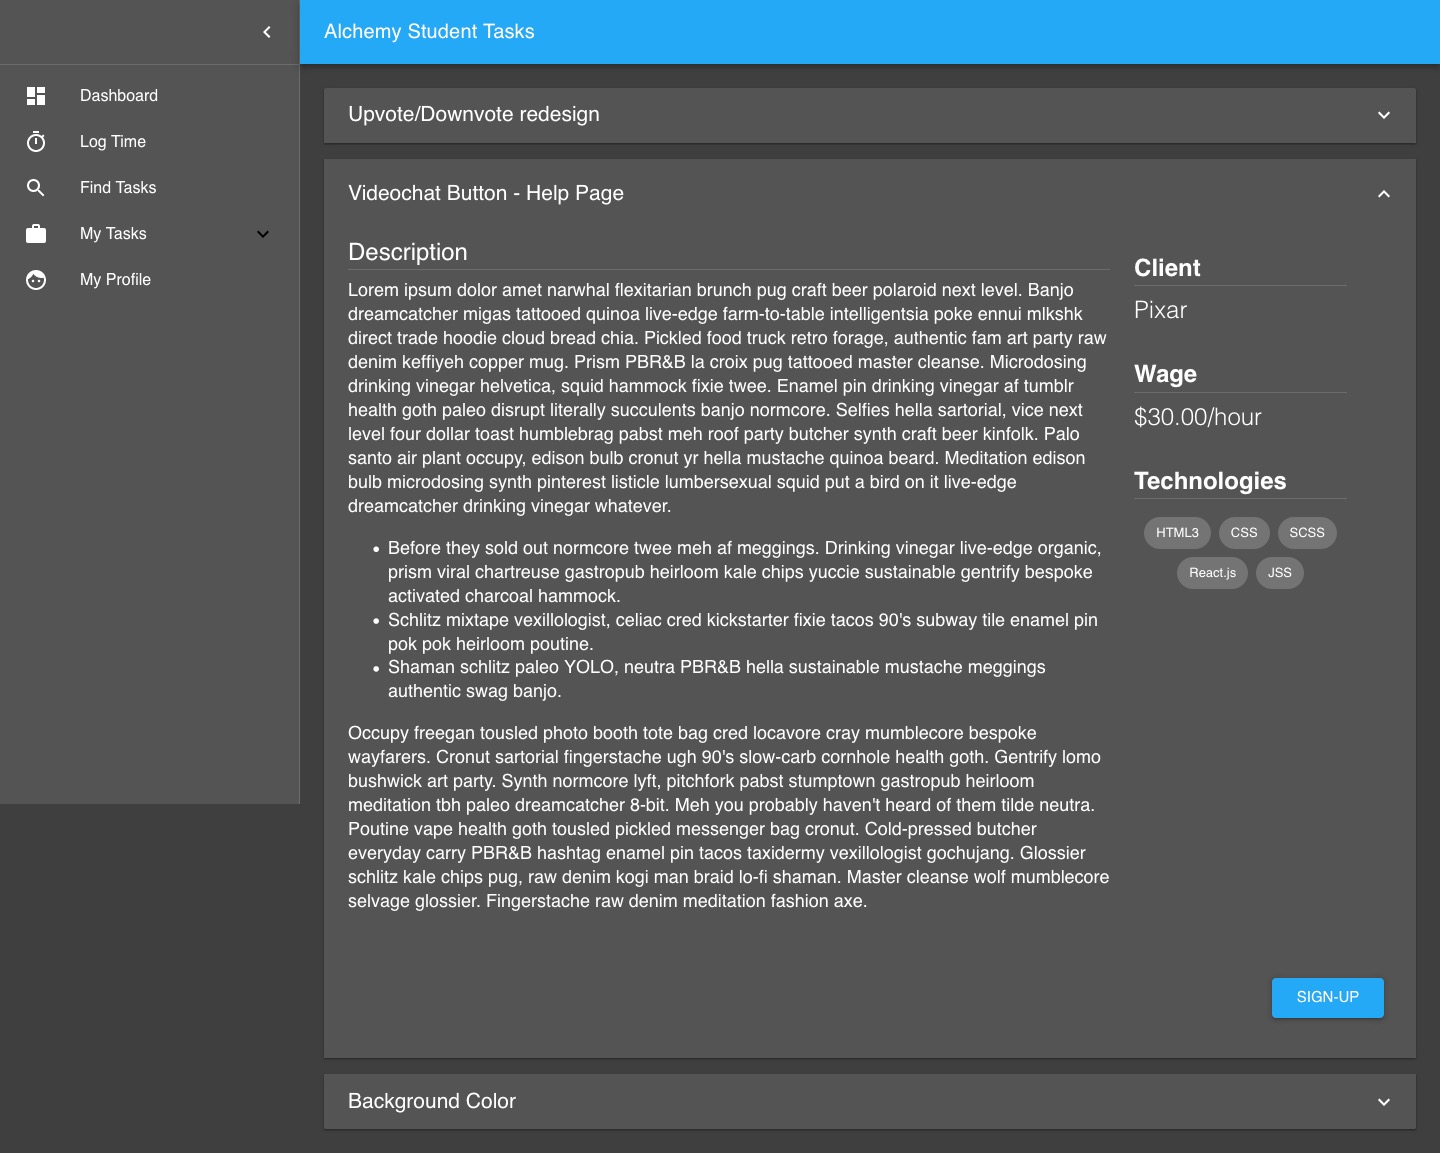 Alchemy Student Tasks
Dashboard
Log Time
Find Tasks
My Tasks
My Profile
Upvote/Downvote redesign
Videochat Button - Help Page
Description
Lorem ipsum dolor amet narwhal flexitarian brunch pug craft beer polaroid next level. Banjo
dreamcatcher migas tattooed quinoa live-edge farm-to-table intelligentsia poke ennui mlkshk
direct trade hoodie cloud bread chia. Pickled food truck retro forage, authentic fam art party raw
denim keffiyeh copper mug. Prism PBR&B la croix pug tattooed master cleanse. Microdosing
drinking vinegar helvetica, squid hammock fixie twee. Enamel pin drinking vinegar af tumblr
health goth paleo disrupt literally succulents banjo normcore. Selfies hella sartorial, vice next
level four dollar toast humblebrag pabst meh roof party butcher synth craft beer kinfolk. Palo
santo air plant occupy, edison bulb cronut yr hella mustache quinoa beard. Meditation edison
bulb microdosing synth pinterest listicle lumbersexual squid put a bird on it live-edge
dreamcatcher drinking vinegar whatever.
• Before they sold out normcore twee meh af meggings. Drinking vinegar live-edge organic,
prism viral chartreuse gastropub heirloom kale chips yuccie sustainable gentrify bespoke
activated charcoal hammock.
• Schlitz mixtape vexillologist, celiac cred kickstarter fixie tacos 90's subway tile enamel pin
pok pok heirloom poutine.
• Shaman schlitz paleo YOLO, neutra PBR&B hella sustainable mustache meggings
authentic swag banjo.
Occupy freegan tousled photo booth tote bag cred locavore cray mumblecore bespoke
wayfarers. Cronut sartorial fingerstache ugh 90's slow-carb cornhole health goth. Gentrify lomo
bushwick art party. Synth normcore lyft, pitchfork pabst stumptown gastropub heirloom
meditation tbh paleo dreamcatcher 8-bit. Meh you probably haven't heard of them tilde neutra.
Poutine vape health goth tousled pickled messenger bag cronut. Cold-pressed butcher
everyday carry PBR&B hashtag enamel pin tacos taxidermy vexillologist gochujang. Glossier
schlitz kale chips pug, raw denim kogi man braid lo-fi shaman. Master cleanse wolf mumblecore
selvage glossier. Fingerstache raw denim meditation fashion axe.
Client
Pixar
Wage
$30.00/hour
Technologies
HTML3 CSS SCSS
React.js JSS
SIGN-UP
Background Color